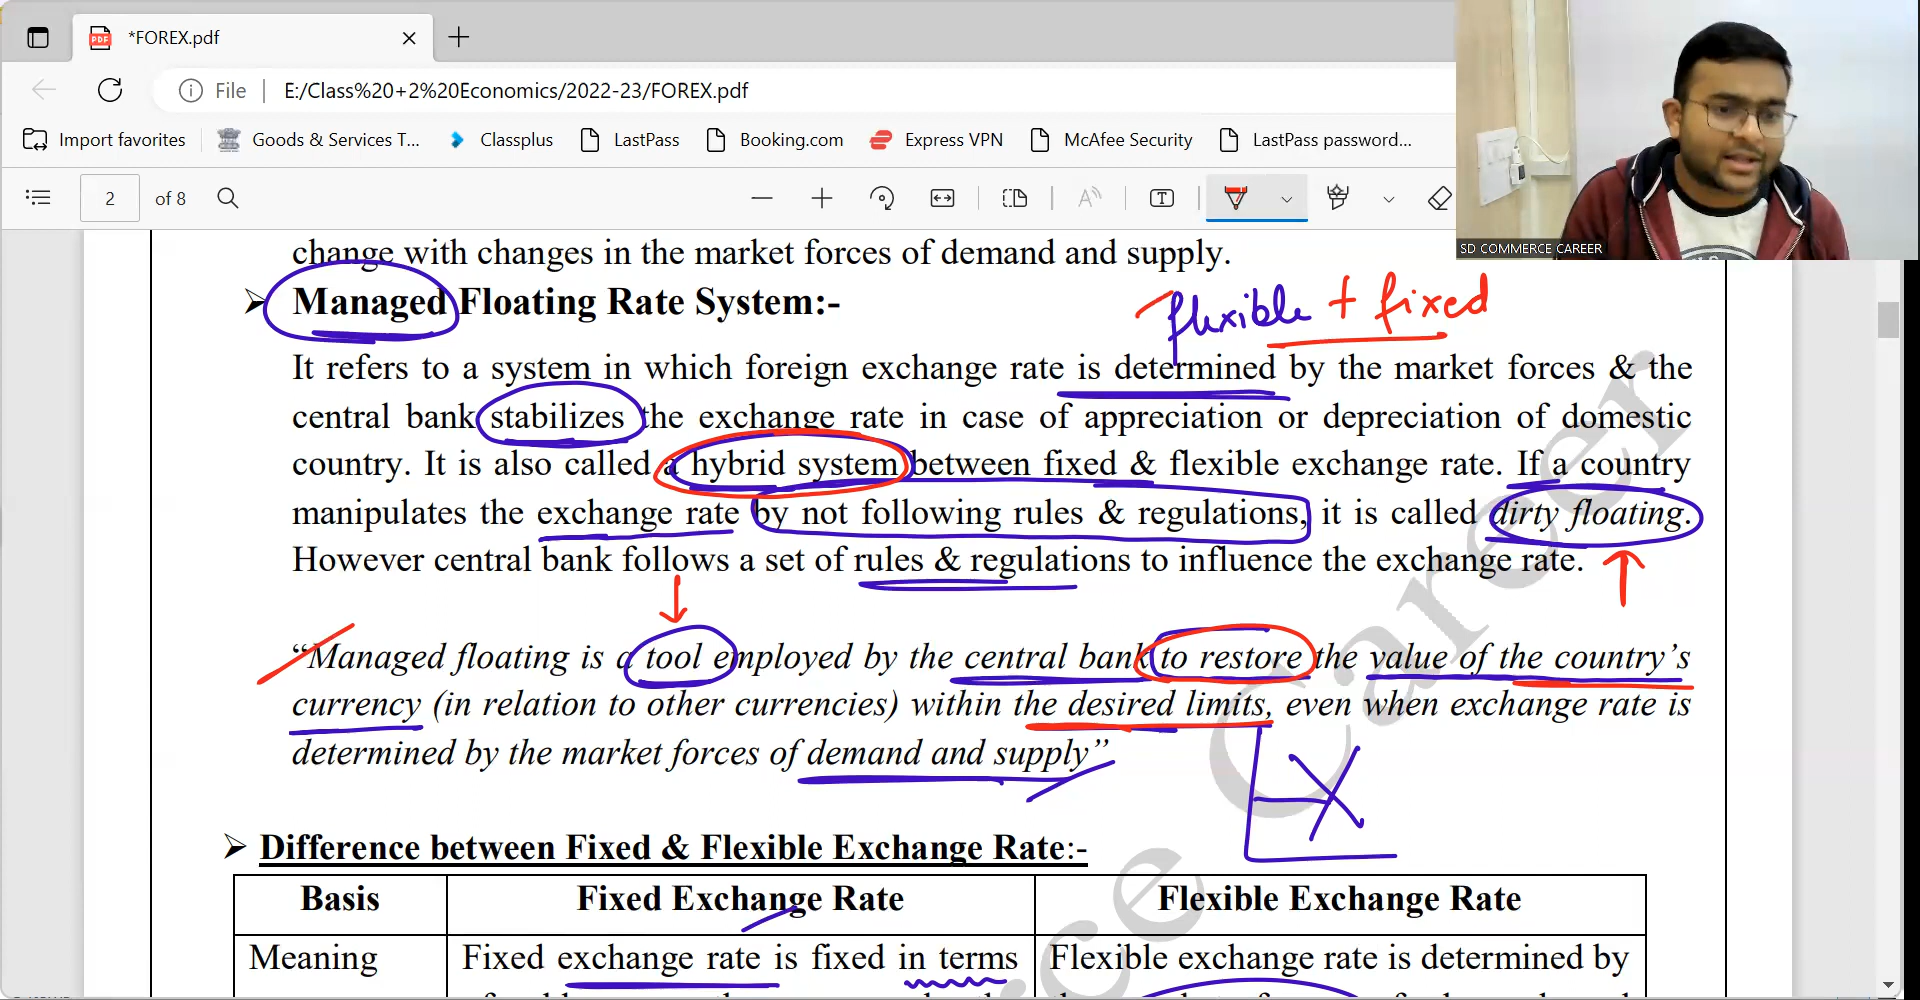 *FOREX.pdf
File E:/Class%20+2%20Economics/2022-23/FOREX.pdf
Import favorites Goods & Services T... Classplus LastPass Booking.com Express VPN McAfee Security LastPass password...
2 of 8
SD COMMERCE CAREER
change with changes in the market forces of demand and supply.
flexible + fixed
➢ Managed Floating Rate System:-
It refers to a system in which foreign exchange rate is determined by the market forces & the
central bank stabilizes the exchange rate in case of appreciation or depreciation of domestic
country. It is also called a hybrid system between fixed & flexible exchange rate. If a country
manipulates the exchange rate by not following rules & regulations, it is called dirty floating.
However central bank follows a set of rules & regulations to influence the exchange rate.
“Managed floating is a tool employed by the central bank to restore the value of the country’s
currency (in relation to other currencies) within the desired limits, even when exchange rate is
determined by the market forces of demand and supply”
➢ Difference between Fixed & Flexible Exchange Rate:-
Basis Fixed Exchange Rate Flexible Exchange Rate
Meaning Fixed exchange rate is fixed in terms Flexible exchange rate is determined by
Career